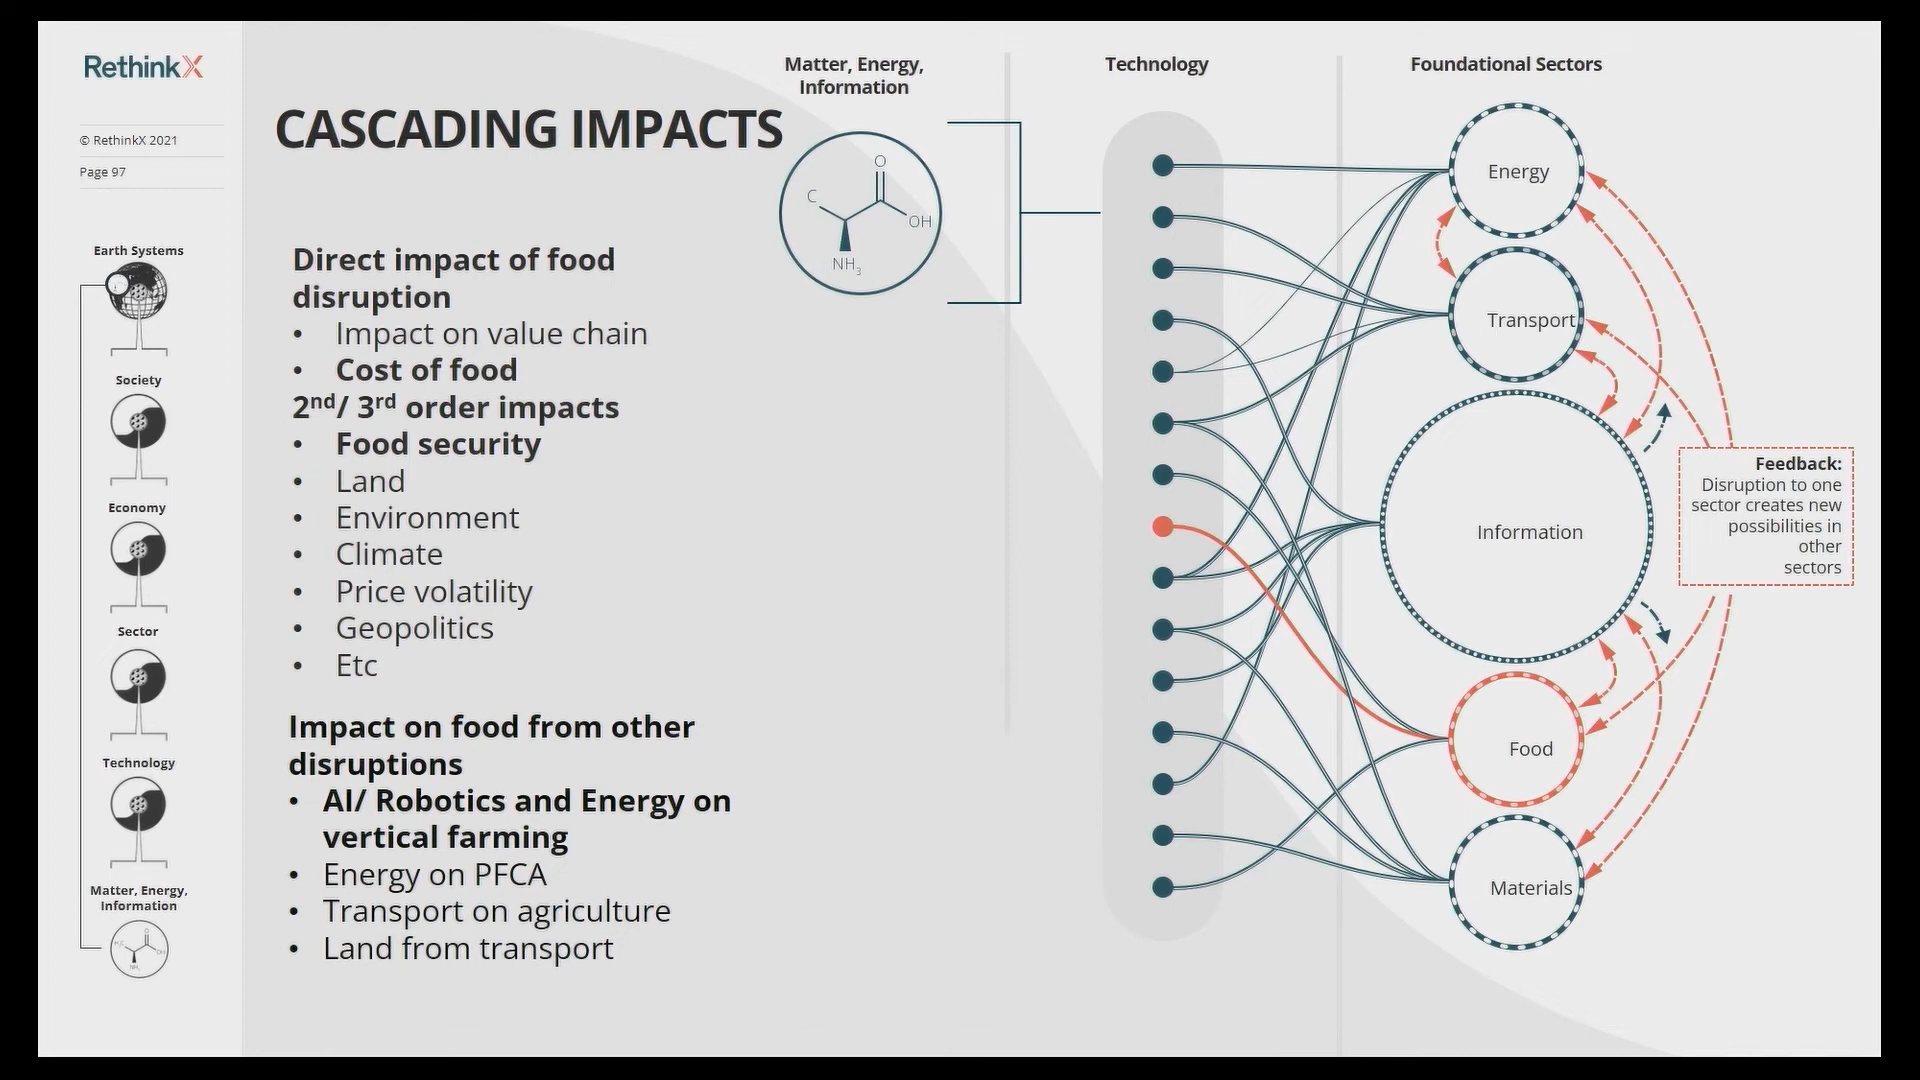 RethinkX
© RethinkX 2021
Page 97
Earth Systems
Society
Economy
Sector
Technology
Matter, Energy,
Information
H₃C
O
OH
NH₂
CASCADING IMPACTS
Direct impact of food
disruption
• Impact on value chain
• Cost of food
2nd/ 3rd order impacts
• Food security
• Land
• Environment
• Climate
• Price volatility
• Geopolitics
• Etc
Impact on food from other
disruptions
• AI/ Robotics and Energy on
vertical farming
• Energy on PFCA
• Transport on agriculture
• Land from transport
Matter, Energy,
Information
O
C
OH
NH₃
Technology
Foundational Sectors
Energy
Transport
Information
Food
Materials
Feedback:
Disruption to one
sector creates new
possibilities in
other
sectors